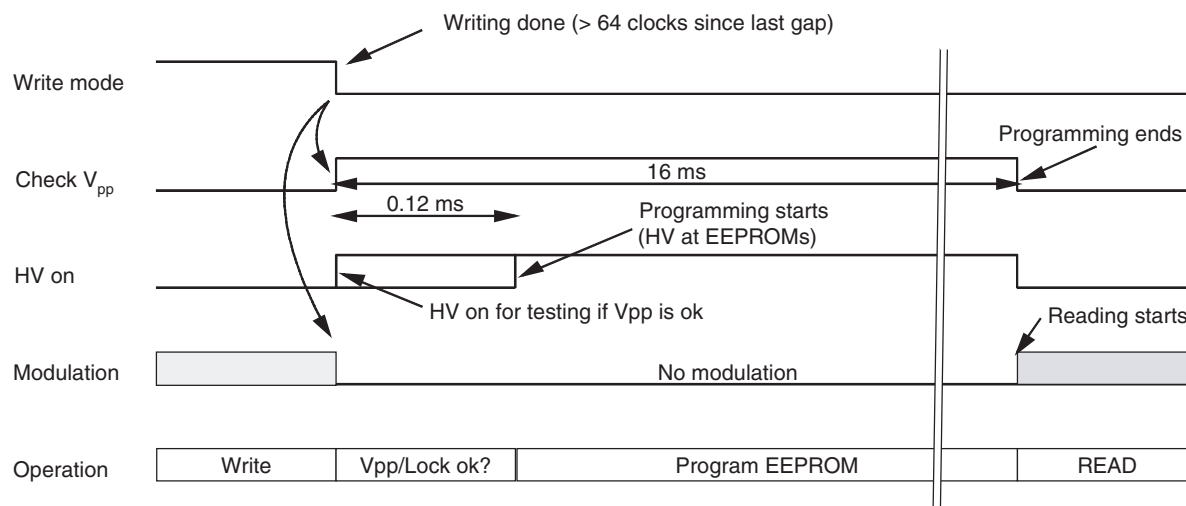 Writing done (> 64 clocks since last gap)
Write mode
Programming ends
Check Vpp
16 ms
0.12 ms
Programming starts
(HV at EEPROMs)
HV on
HV on for testing if Vpp is ok
Reading starts
Modulation
No modulation
Operation
Write
Vpp/Lock ok?
Program EEPROM
READ